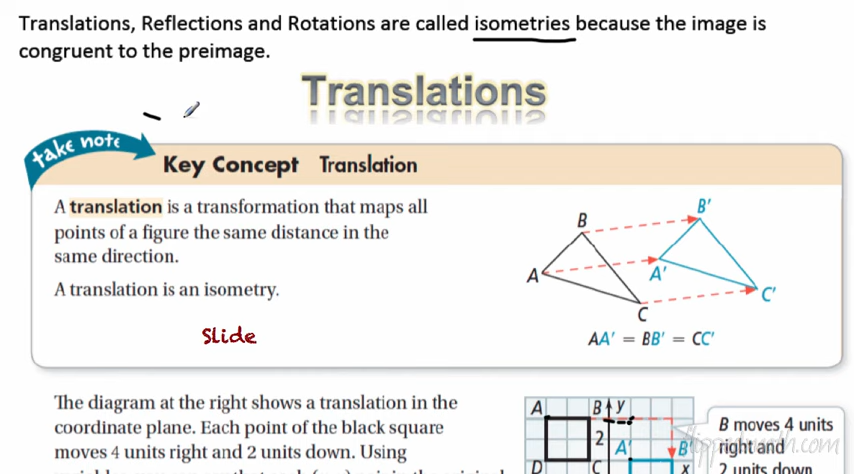 Translations, Reflections and Rotations are called isometries because the image is
congruent to the preimage.
Translations
take note
Key Concept Translation
A translation is a transformation that maps all
points of a figure the same distance in the
same direction.
A translation is an isometry.
Slide
B
B'
A
A'
C
C'
AA' = BB' = CC'
The diagram at the right shows a translation in the
coordinate plane. Each point of the black square
moves 4 units right and 2 units down. Using
A
B
y
2
A'
B'
D
C
x
B moves 4 units
right and
2 units down
flippedmath.com